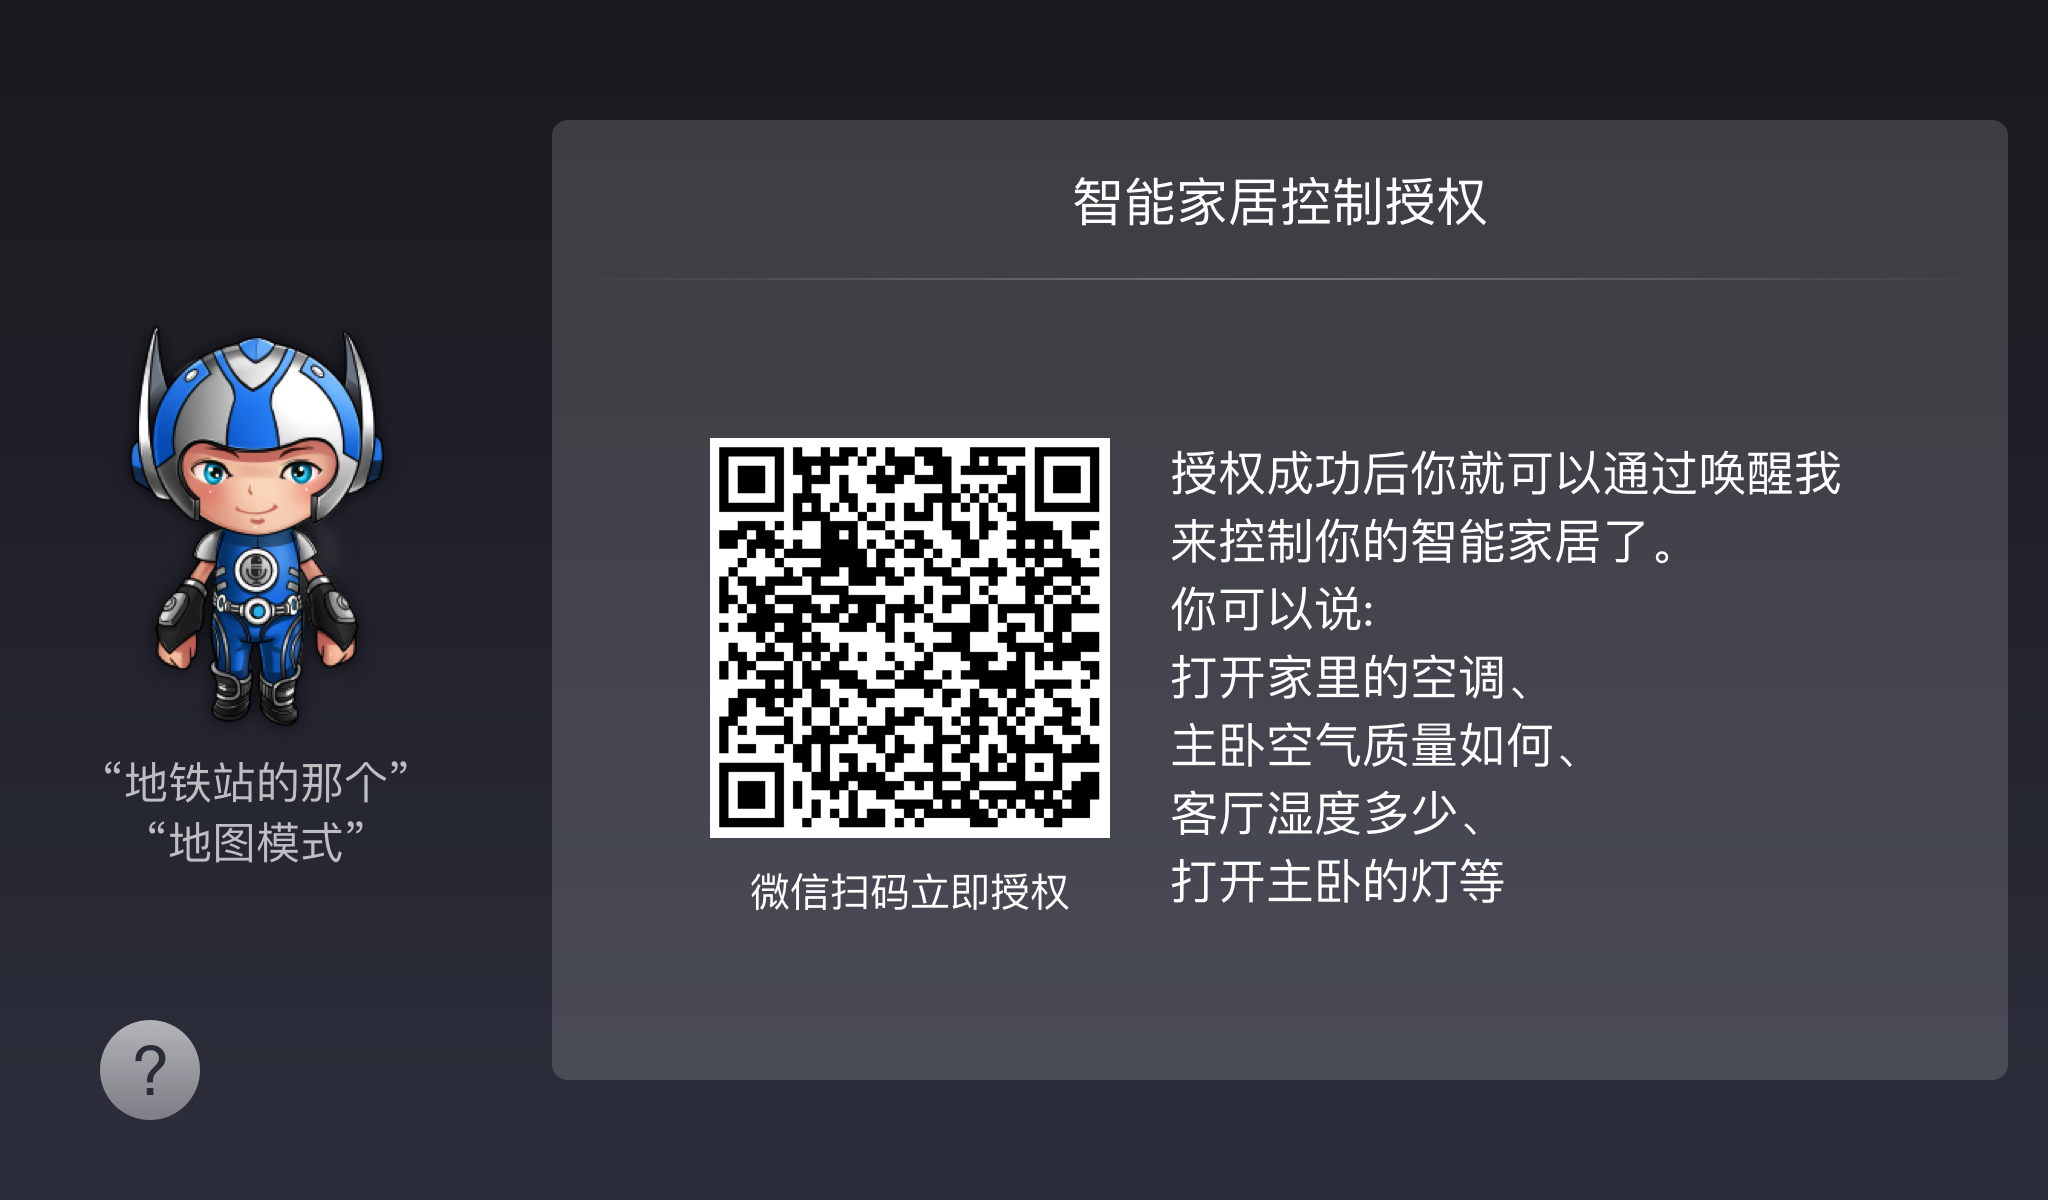 智能家居控制授权
授权成功后你就可以通过唤醒我
来控制你的智能家居了。
你可以说:
打开家里的空调、
主卧空气质量如何、
客厅湿度多少、
打开主卧的灯等
微信扫码立即授权
“地铁站的那个”
“地图模式”
?